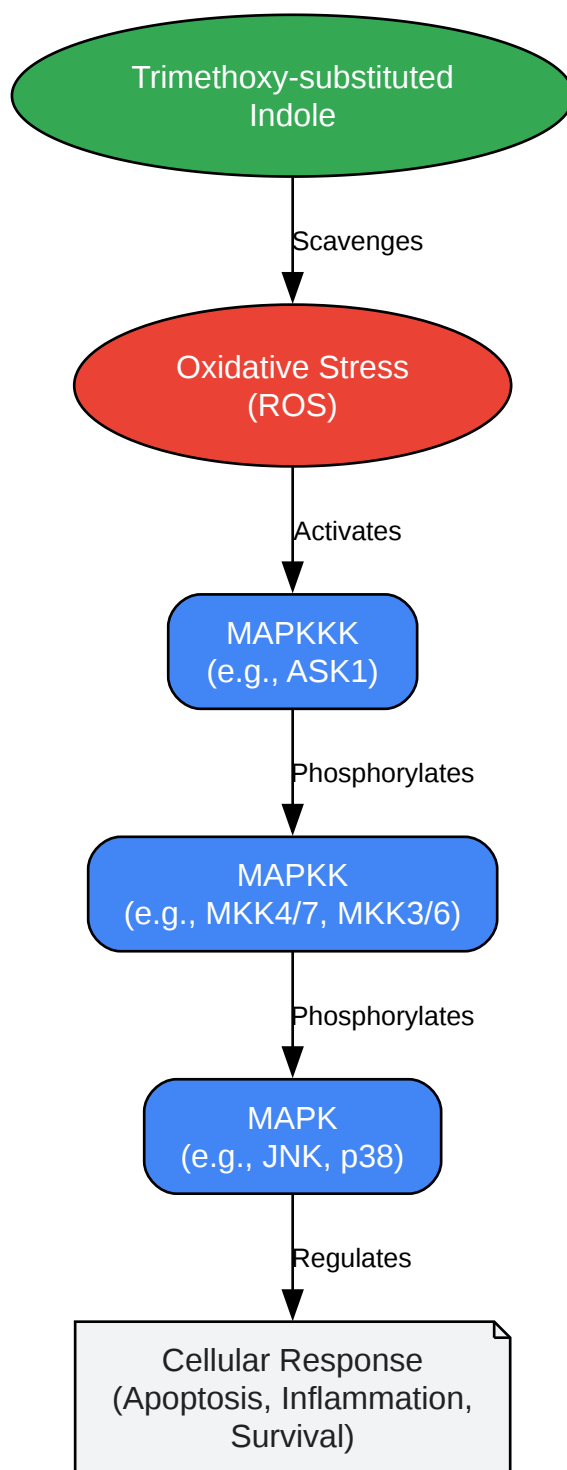 Trimethoxy-substituted
Indole
Scavenges
Oxidative Stress
(ROS)
Activates
MAPKKK
(e.g., ASK1)
Phosphorylates
MAPKK
(e.g., MKK4/7, MKK3/6)
Phosphorylates
MAPK
(e.g., JNK, p38)
Regulates
Cellular Response
(Apoptosis, Inflammation,
Survival)